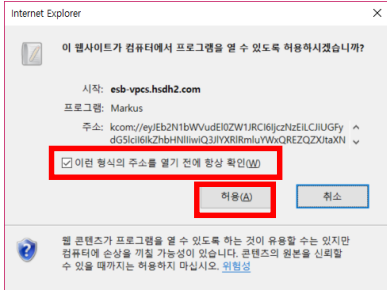 Internet Explorer
이 웹사이트가 컴퓨터에서 프로그램을 열 수 있도록 허용하시겠습니까?
시작: esb-vpcs.hsdh2.com
프로그램: Markus
주소: kcom://eyJEb2N1bWVudEl0ZW1JRCI6IjczNzEiLCJiUGFy
dG5lciI6IkZhbHNlIiwiQ3JlYXRlRmluYWxQREZQZXJtaXN
이런 형식의 주소를 열기 전에 항상 확인(W)
허용(A)
취소
웹 콘텐츠가 프로그램을 열 수 있도록 하는 것이 유용할 수는 있지만
컴퓨터에 손상을 끼칠 가능성이 있습니다. 콘텐츠의 원본을 신뢰할
수 있을 때까지는 허용하지 마십시오. 위험성